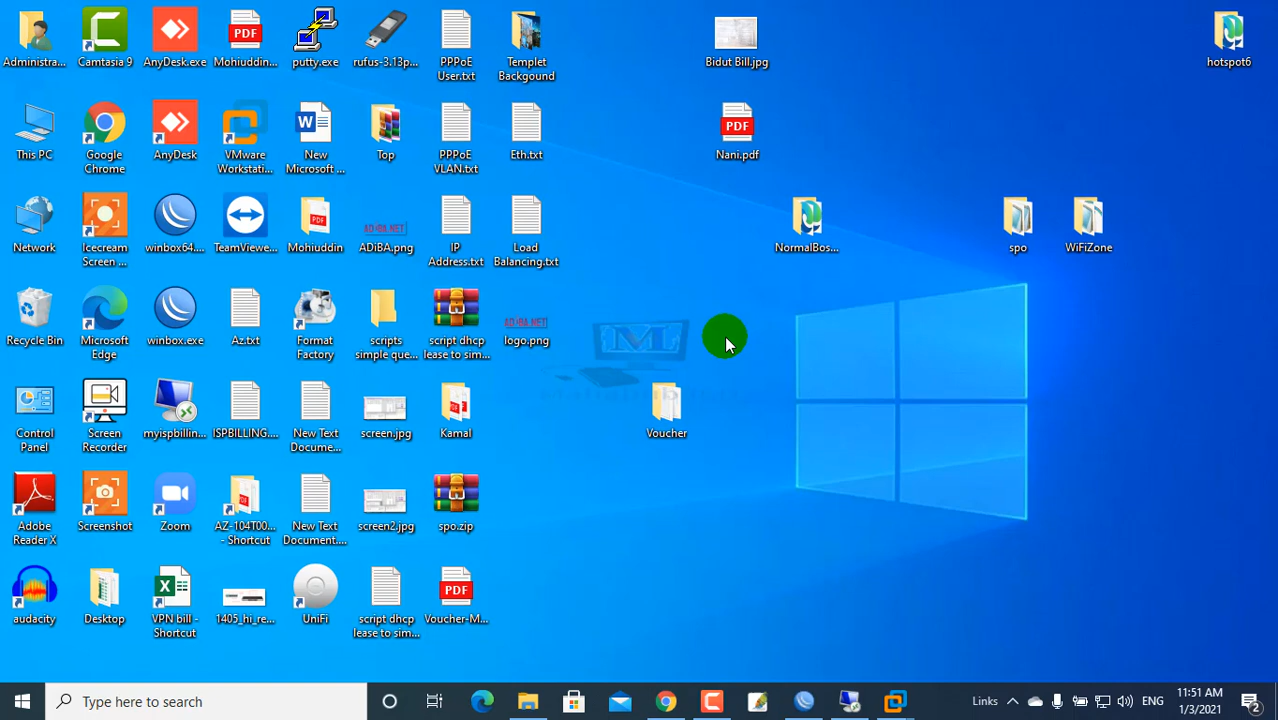 Administra...
Camtasia 9
AnyDesk.exe
PDF
Mohiuddin...
putty.exe
rufus-3.13p...
PPPoE
User.txt
Templet
Backgound
Bidut Bill.jpg
hotspot6
This PC
Google
Chrome
AnyDesk
VMware
Workstati...
W
New
Microsoft ...
Top
PPPoE
VLAN.txt
Eth.txt
PDF
Nani.pdf
Network
Icecream
Screen ...
winbox64....
TeamViewe...
Mohiuddin
ADiBA.NET
ADiBA.png
IP
Address.txt
Load
Balancing.txt
NormalBos...
spo
WiFiZone
Recycle Bin
Microsoft
Edge
winbox.exe
Az.txt
Format
Factory
scripts
simple que...
script dhcp
lease to sim...
ADiBA.NET
logo.png
M
Control
Panel
Screen
Recorder
myispbillin...
ISPBILLING....
New Text
Docume...
screen.jpg
Kamal
Voucher
Adobe
Reader X
Screenshot
Zoom
AZ-104T00...
- Shortcut
New Text
Document....
screen2.jpg
spo.zip
audacity
Desktop
VPN bill -
Shortcut
1405_hi_re...
UniFi
script dhcp
lease to sim...
PDF
Voucher-M...
Type here to search
Links
ENG
11:51 AM
1/3/2021
2